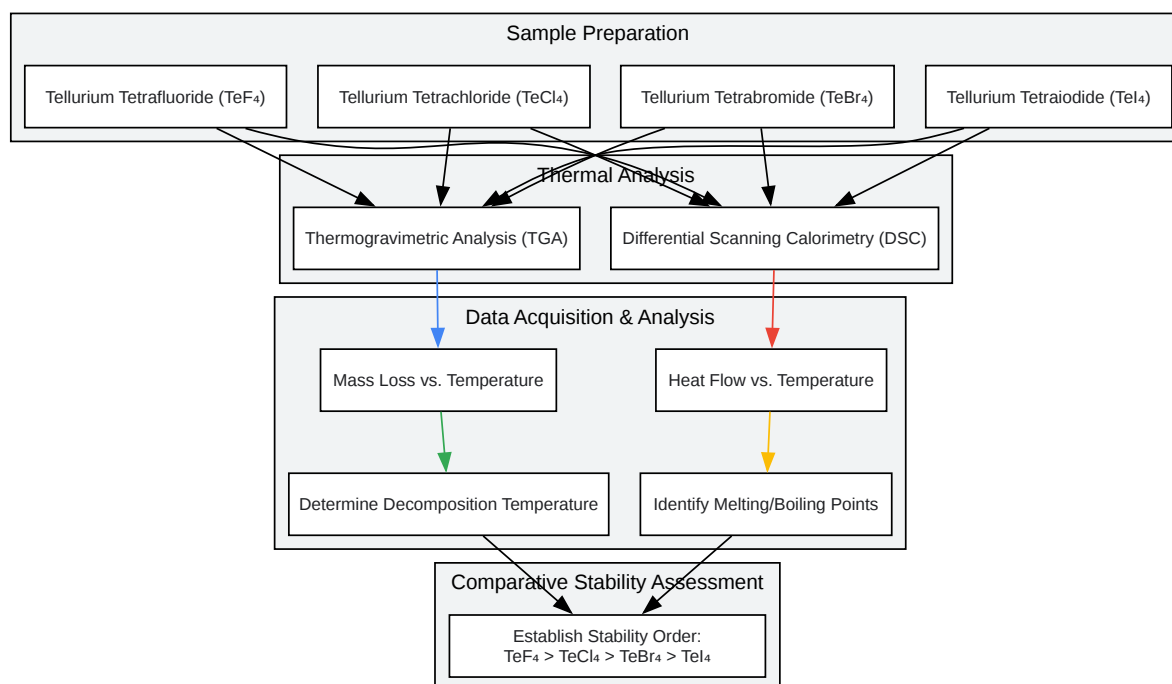 Sample Preparation
Tellurium Tetrafluoride (TeF₄)
Tellurium Tetrachloride (TeCl₄)
Tellurium Tetrabromide (TeBr₄)
Tellurium Tetraiodide (TeI₄)
Thermal Analysis
Thermogravimetric Analysis (TGA)
Differential Scanning Calorimetry (DSC)
Data Acquisition & Analysis
Mass Loss vs. Temperature
Heat Flow vs. Temperature
Determine Decomposition Temperature
Identify Melting/Boiling Points
Comparative Stability Assessment
Establish Stability Order:
TeF₄ > TeCl₄ > TeBr₄ > TeI₄